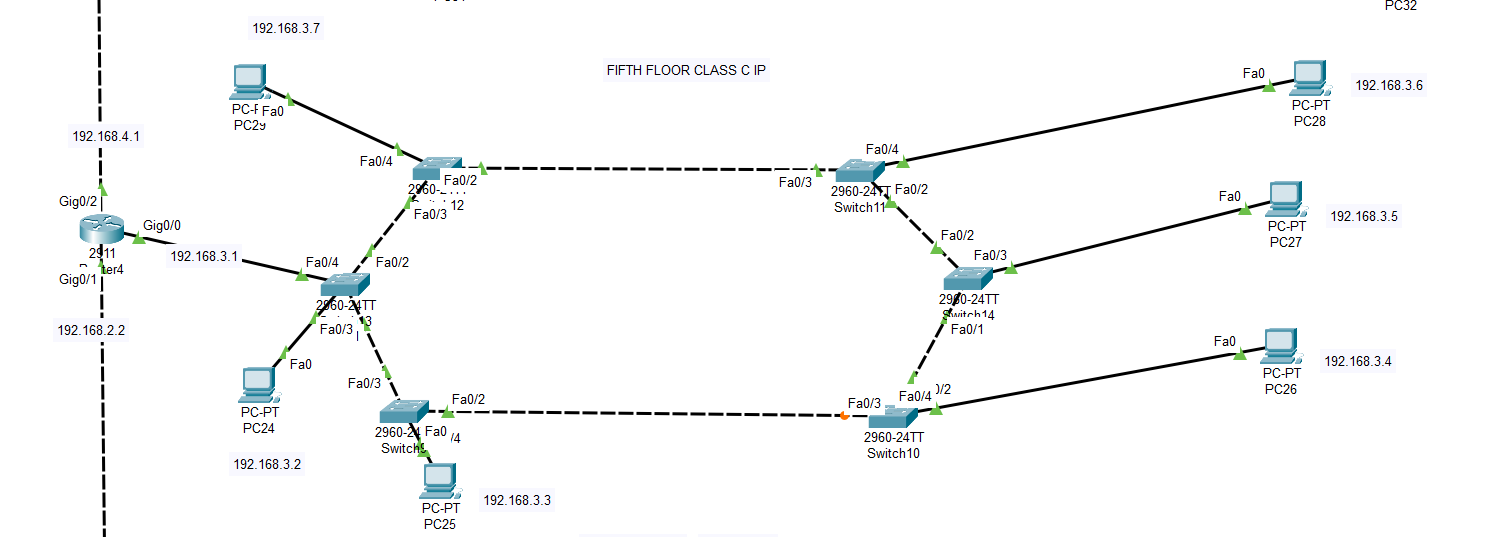 PC32
192.168.3.7
FIFTH FLOOR CLASS C IP
Fa0
192.168.3.6
PC-PT
PC28
Fa0
PC29
192.168.4.1
Fa0/4
Fa0/2
Fa0/3
Fa0/4
Fa0/3
2960-24TT
Switch11
Fa0/2
Fa0
192.168.3.5
PC-PT
PC27
Gig0/2
Gig0/0
2911
Gig0/1
192.168.3.1
Fa0/4
Fa0/2
2960-24TT
Fa0/3
Fa0/2
Fa0/3
2960-24TT
Switch14
Fa0/1
192.168.2.2
Fa0
PC-PT
PC24
192.168.3.2
Fa0/3
Fa0/2
2960-24
Fa0
/4
PC-PT
PC25
192.168.3.3
Fa0/3
Fa0/4
2960-24TT
Switch10
Fa0
192.168.3.4
PC-PT
PC26